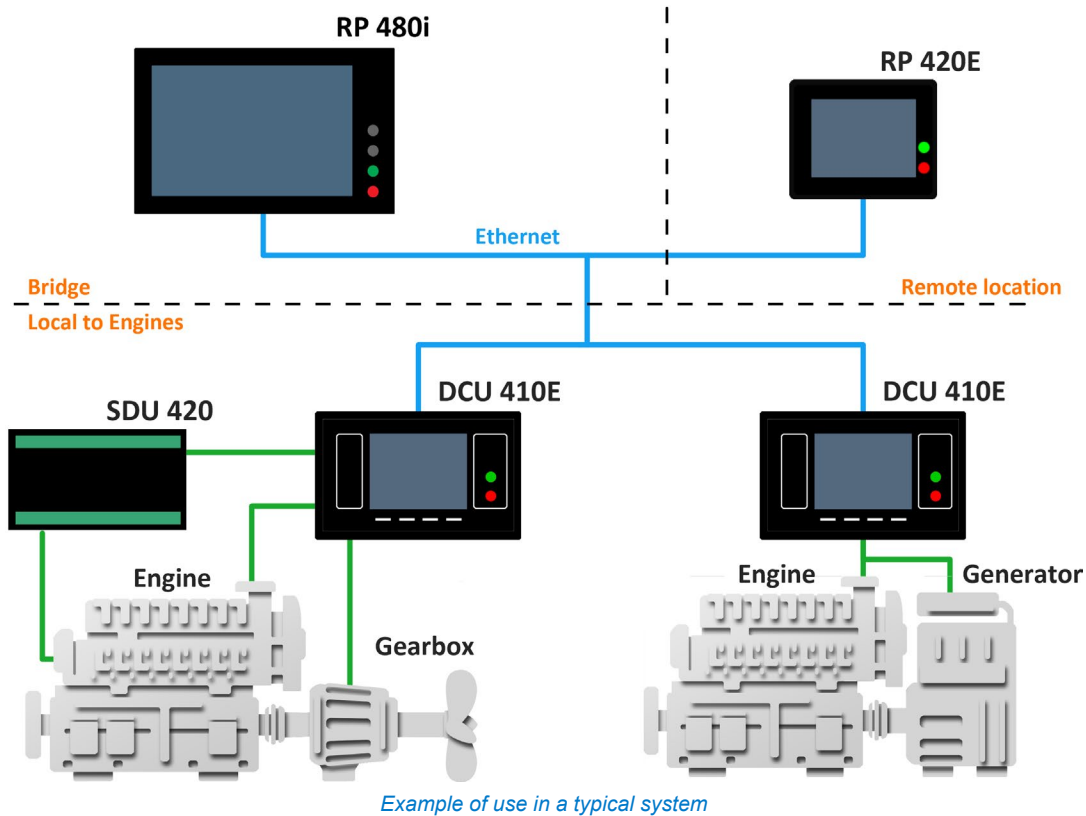 RP 480i
RP 420E
Ethernet
Bridge
Remote location
Local to Engines
DCU 410E
DCU 410E
SDU 420
Engine
Engine
Generator
Gearbox
Example of use in a typical system